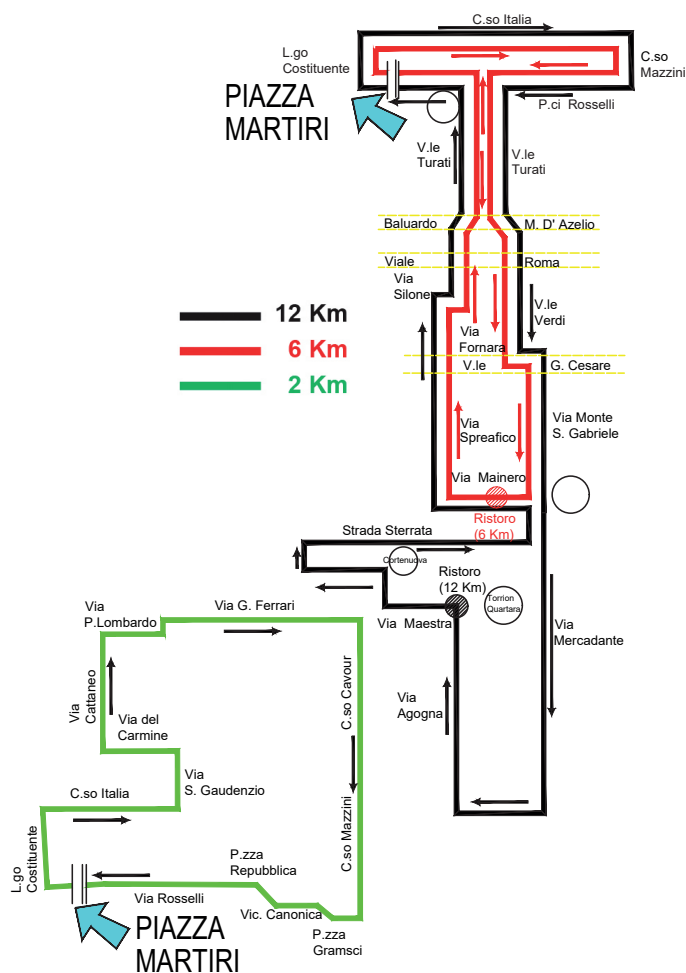 C.so Italia
L.go
Costituente
C.so
Mazzini
PIAZZA
MARTIRI
P.ci Rosselli
V.le
Turati
V.le
Turati
Baluardo
M. D' Azelio
Viale
Roma
Via
Silone
V.le
Verdi
12 Km
6 Km
2 Km
Via
Fornara
V.le
G. Cesare
Via
Spreafico
Via Monte
S. Gabriele
Via Mainero
Ristoro
(6 Km)
Strada Sterrata
Cortenuova
Ristoro
(12 Km)
Torrion
Quartara
Via Maestra
Via
Mercadante
Via
Agogna
Via
P.Lombardo
Via G. Ferrari
Via
Cattaneo
Via del
Carmine
C.so Cavour
Via
S. Gaudenzio
C.so Italia
C.so Mazzini
L.go
Costituente
P.zza
Repubblica
Via Rosselli
Vic. Canonica
P.zza
Gramsci
PIAZZA
MARTIRI